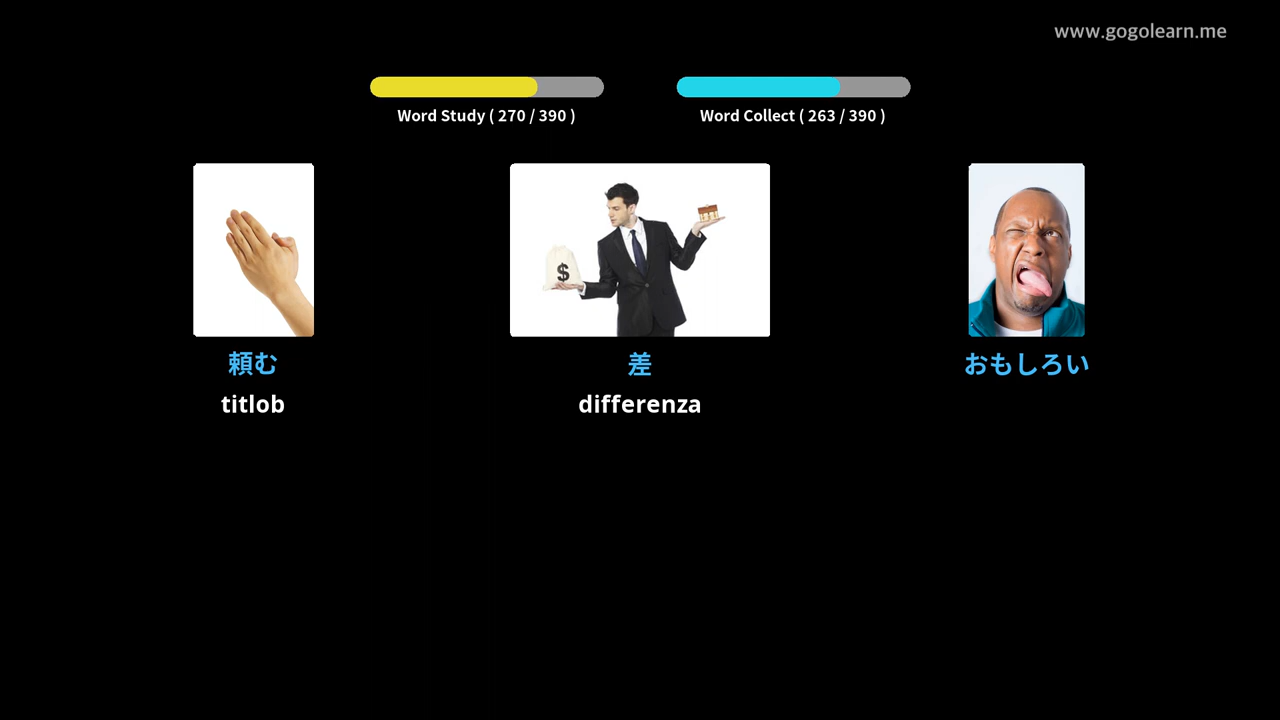 www.gogolearn.me
Word Study ( 270 / 390 )
Word Collect ( 263 / 390 )
$
頼む
差
おもしろい
titlob
differenza